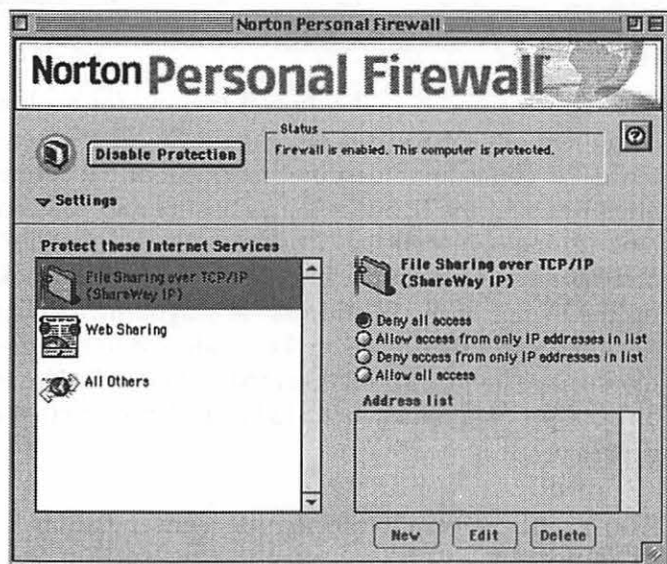 Norton Personal Firewall
Norton Personal Firewall
Disable Protection
Status
Firewall is enabled. This computer is protected.
?
Settings
Protect these Internet Services
File Sharing over TCP/IP
(ShareWay IP)
Web Sharing
All Others
File Sharing over TCP/IP
(ShareWay IP)
Deny all access
Allow access from only IP addresses in list
Deny access from only IP addresses in list
Allow all access
Address list
New
Edit
Delete